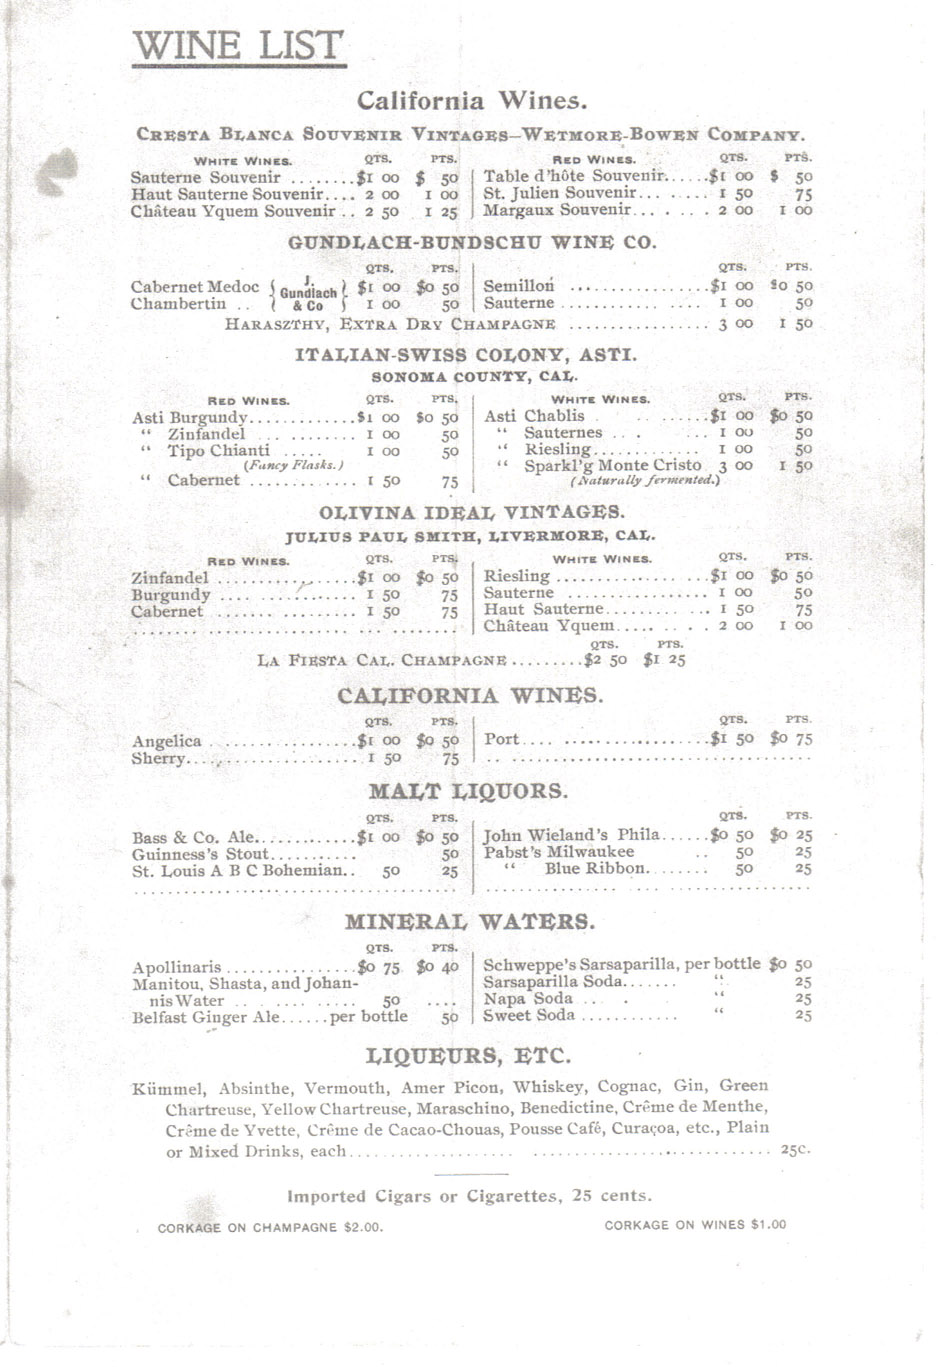 WINE LIST
California Wines.
CRESTA BLANCA SOUVENIR VINTAGES—WETMORE-BOWEN COMPANY.
WHITE WINES. QTS. PTS. RED WINES. QTS. PTS.
Sauterne Souvenir ........$1 00 $ 50 Table d'hôte Souvenir......$1 00 $ 50
Haut Sauterne Souvenir.... 2 00 1 00 St. Julien Souvenir... ...... 1 50 75
Château Yquem Souvenir .. 2 50 1 25 Margaux Souvenir... . ... 2 00 1 00
GUNDLACH-BUNDSCHU WINE CO.
QTS. PTS. QTS. PTS.
Cabernet Medoc { J. Gundlach & Co } $1 00 $0 50 Semillon ...................$1 00 $0 50
Chambertin .. 1 00 50 Sauterne .................... 1 00 50
HARASZTHY, EXTRA DRY CHAMPAGNE .................. 3 00 1 50
ITALIAN-SWISS COLONY, ASTI.
SONOMA COUNTY, CAL.
RED WINES. QTS. PTS. WHITE WINES. QTS. PTS.
Asti Burgundy.............$1 00 $0 50 Asti Chablis . ......$1 00 $0 50
“ Zinfandel ... ......... 1 00 50 “ Sauternes .. . ... 1 00 50
“ Tipo Chianti ..... 1 00 50 “ Riesling............ 1 00 50
(Fancy Flasks.) “ Sparkl'g Monte Cristo 3 00 1 50
“ Cabernet ............. 1 50 75 (Naturally fermented.)
OLIVINA IDEAL VINTAGES.
JULIUS PAUL SMITH, LIVERMORE, CAL.
RED WINES. QTS. PTS. WHITE WINES. QTS. PTS.
Zinfandel .................$1 00 $0 50 Riesling ....................$1 00 $0 50
Burgundy .... ............ 1 50 75 Sauterne .................. 1 00 50
Cabernet ................. 1 50 75 Haut Sauterne.......... ... 1 50 75
Château Yquem..... .. . . 2 00 1 00
QTS. PTS.
LA FIESTA CAL. CHAMPAGNE .........$2 50 $1 25
CALIFORNIA WINES.
QTS. PTS. QTS. PTS.
Angelica . ................$1 00 $0 50 Port.... ...................$1 50 $0 75
Sherry..................... 1 50 75
MALT LIQUORS.
QTS. PTS. QTS. PTS.
Bass & Co. Ale.............$1 00 $0 50 John Wieland's Phila......$0 50 $0 25
Guinness's Stout........... 50 Pabst's Milwaukee .. 50 25
St. Louis A B C Bohemian.. 50 25 “ Blue Ribbon........ 50 25
MINERAL WATERS.
QTS. PTS.
Apollinaris ................$0 75 $0 40 Schweppe's Sarsaparilla, per bottle $0 50
Manitou, Shasta, and Johan- Sarsaparilla Soda....... “ 25
nis Water .. .... ..... 50 .... Napa Soda ... . “ 25
Belfast Ginger Ale......per bottle 50 Sweet Soda ............ “ 25
LIQUEURS, ETC.
Kümmel, Absinthe, Vermouth, Amer Picon, Whiskey, Cognac, Gin, Green
Chartreuse, Yellow Chartreuse, Maraschino, Benedictine, Crême de Menthe,
Crême de Yvette, Crême de Cacao-Chouas, Pousse Café, Curaçoa, etc., Plain
or Mixed Drinks, each.................... ............................. 25c.
Imported Cigars or Cigarettes, 25 cents.
CORKAGE ON CHAMPAGNE $2.00. CORKAGE ON WINES $1.00